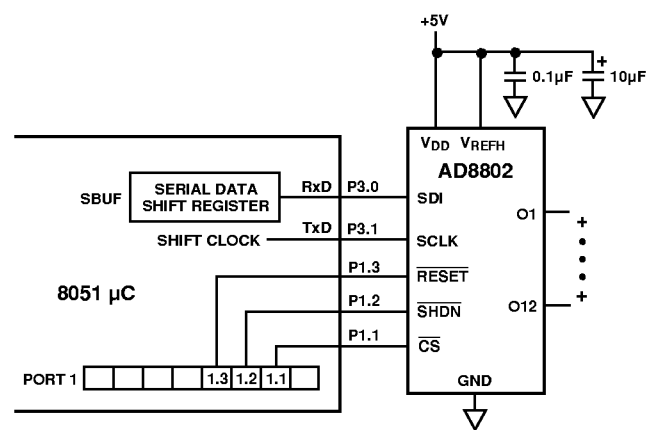 +5V
+
0.1µF
10µF
VDD VREFH
AD8802
SERIAL DATA
SHIFT REGISTER
SBUF
RxD P3.0
SDI
O1
SHIFT CLOCK
TxD P3.1
SCLK
+
P1.3
RESET
8051 µC
P1.2
SHDN
+
O12
P1.1
CS
PORT 1
1.3 1.2 1.1
GND